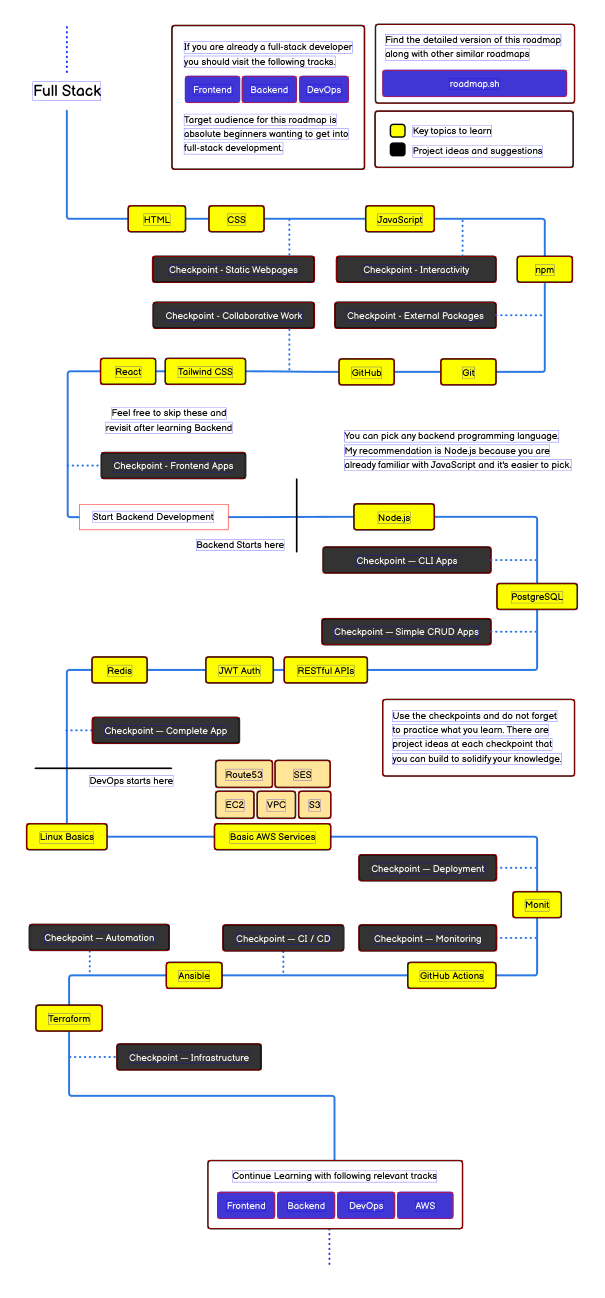 Full Stack
If you are already a full-stack developer
you should visit the following tracks.
Frontend
Backend
DevOps
Target audience for this roadmap is
absolute beginners wanting to get into
full-stack development.
Find the detailed version of this roadmap
along with other similar roadmaps
roadmap.sh
Key topics to learn
Project ideas and suggestions
HTML
CSS
JavaScript
Checkpoint - Static Webpages
Checkpoint - Interactivity
npm
Checkpoint - Collaborative Work
Checkpoint - External Packages
React
Tailwind CSS
GitHub
Git
Feel free to skip these and
revisit after learning Backend
Checkpoint - Frontend Apps
You can pick any backend programming language.
My recommendation is Node.js because you are
already familiar with JavaScript and it's easier to pick.
Start Backend Development
Node.js
Backend Starts here
Checkpoint — CLI Apps
PostgreSQL
Checkpoint — Simple CRUD Apps
Redis
JWT Auth
RESTful APIs
Checkpoint — Complete App
Use the checkpoints and do not forget
to practice what you learn. There are
project ideas at each checkpoint that
you can build to solidify your knowledge.
DevOps starts here
Route53
SES
EC2
VPC
S3
Linux Basics
Basic AWS Services
Checkpoint — Deployment
Monit
Checkpoint — Automation
Checkpoint — CI / CD
Checkpoint — Monitoring
Ansible
GitHub Actions
Terraform
Checkpoint — Infrastructure
Continue Learning with following relevant tracks
Frontend
Backend
DevOps
AWS